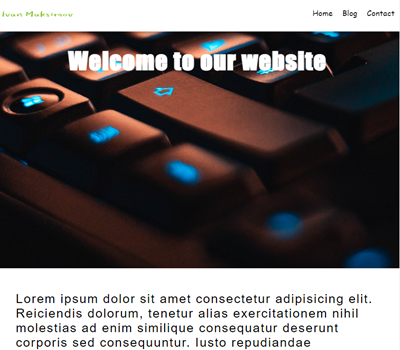 Ivan Maksimov
Home Blog Contact
Welcome to our website
Lorem ipsum dolor sit amet consectetur adipisicing elit.
Reiciendis dolorum, tenetur alias exercitationem nihil
molestias ad enim similique consequatur deserunt
corporis sed consequuntur. Iusto repudiandae